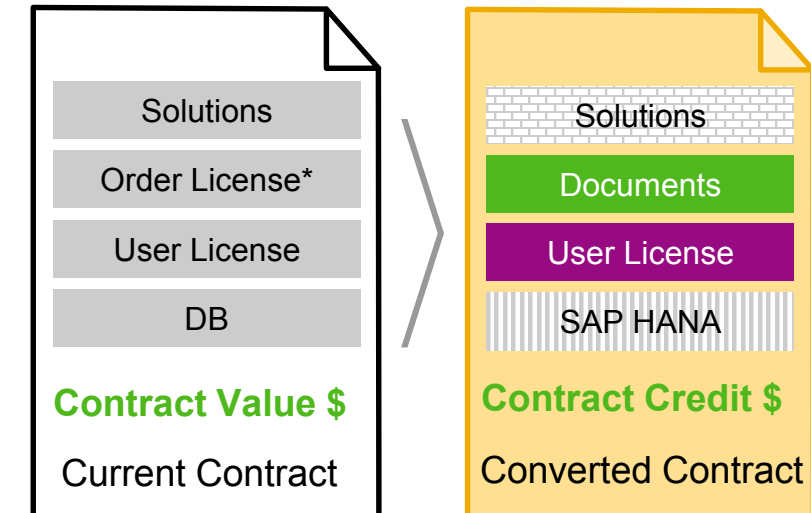 Solutions
Order License*
User License
DB
Contract Value $
Current Contract
Solutions
Documents
User License
SAP HANA
Contract Credit $
Converted Contract